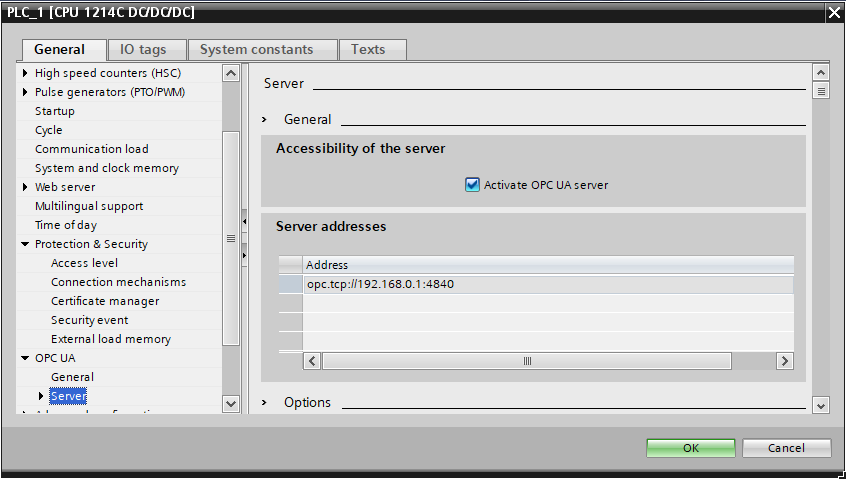 PLC_1 [CPU 1214C DC/DC/DC]
General
IO tags
System constants
Texts
High speed counters (HSC)
Pulse generators (PTO/PWM)
Startup
Cycle
Communication load
System and clock memory
Web server
Multilingual support
Time of day
Protection & Security
Access level
Connection mechanisms
Certificate manager
Security event
External load memory
OPC UA
General
Server
Server
General
Accessibility of the server
Activate OPC UA server
Server addresses
Address
opc.tcp://192.168.0.1:4840
Options
OK
Cancel